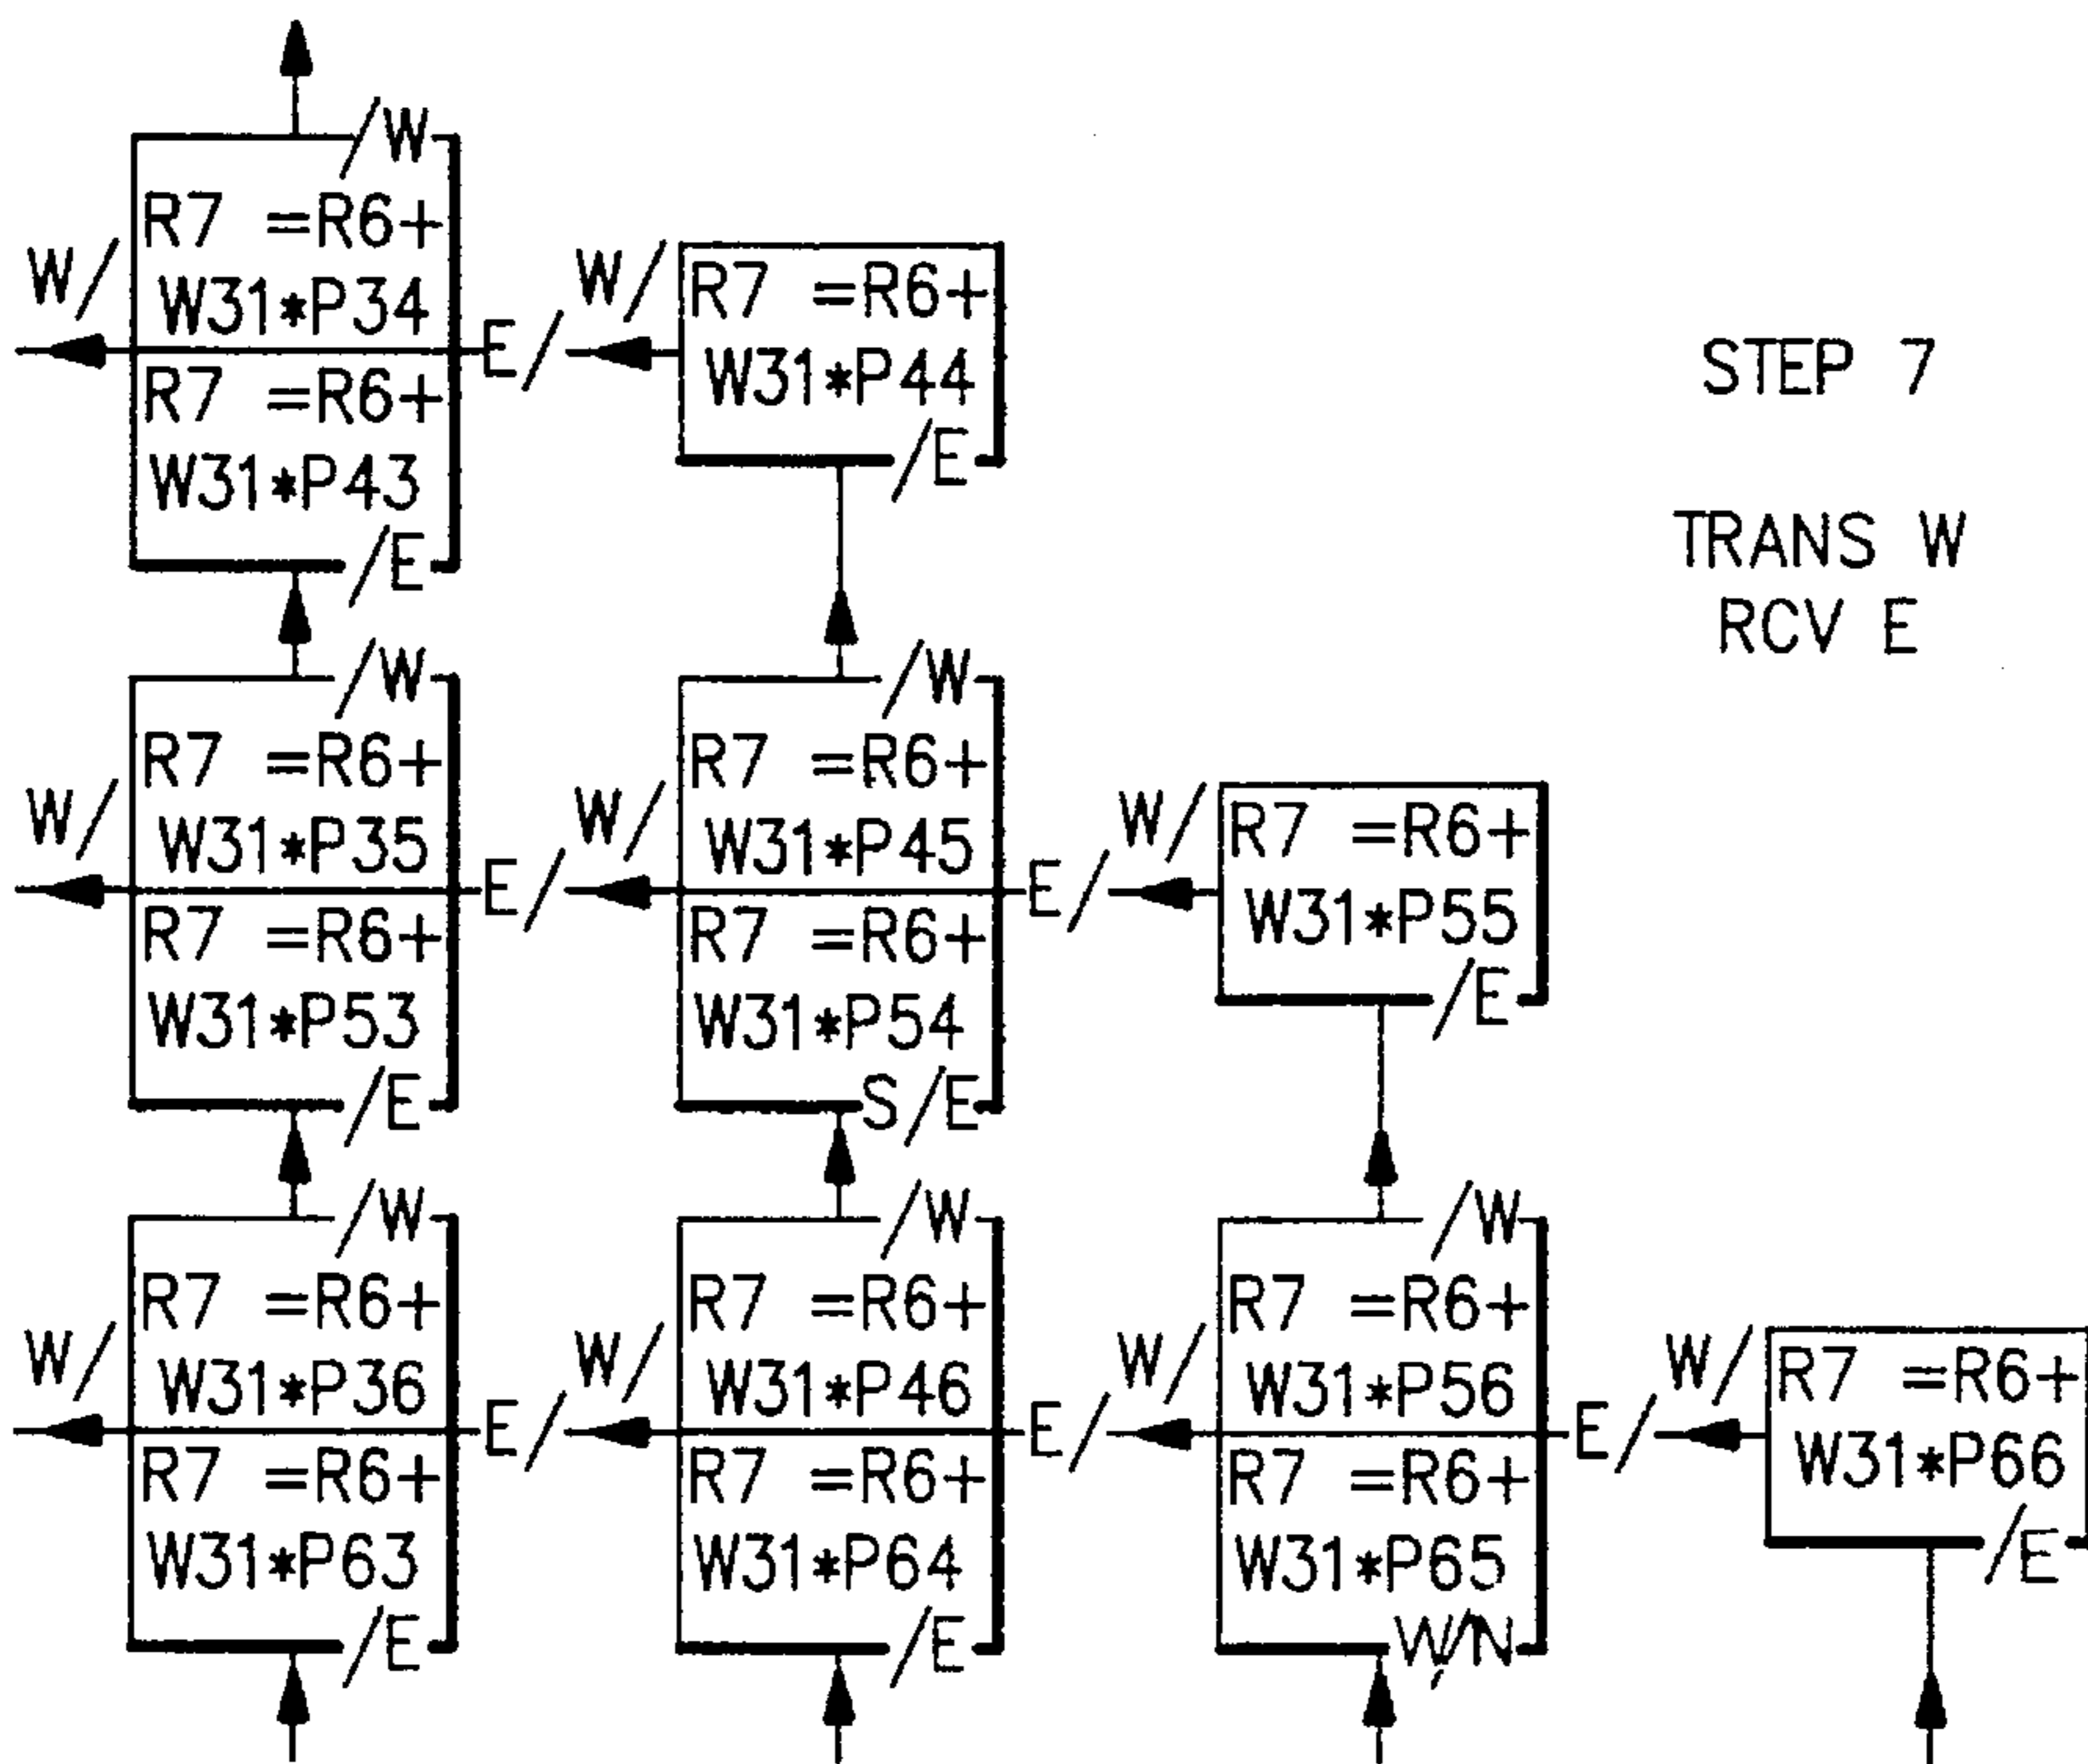 /W
R7 =R6+
W/
W31*P34
E/
R7 =R6+
W31*P43
/E
W/
R7 =R6+
W31*P44
/E
STEP 7
TRANS W
RCV E
/W
R7 =R6+
W/
W31*P35
E/
R7 =R6+
W31*P53
/E
/W
R7 =R6+
W/
W31*P45
E/
R7 =R6+
W31*P54
S/E
W/
R7 =R6+
W31*P55
/E
/W
R7 =R6+
W/
W31*P36
E/
R7 =R6+
W31*P63
/E
/W
R7 =R6+
W/
W31*P46
E/
R7 =R6+
W31*P64
/E
/W
R7 =R6+
W/
W31*P56
E/
R7 =R6+
W31*P65
W/N
W/
R7 =R6+
W31*P66
/E